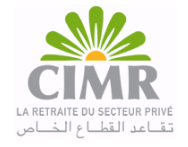 CIMR
LA RETRAITE DU SECTEUR PRIVÉ
تقاعد القطاع الخاص